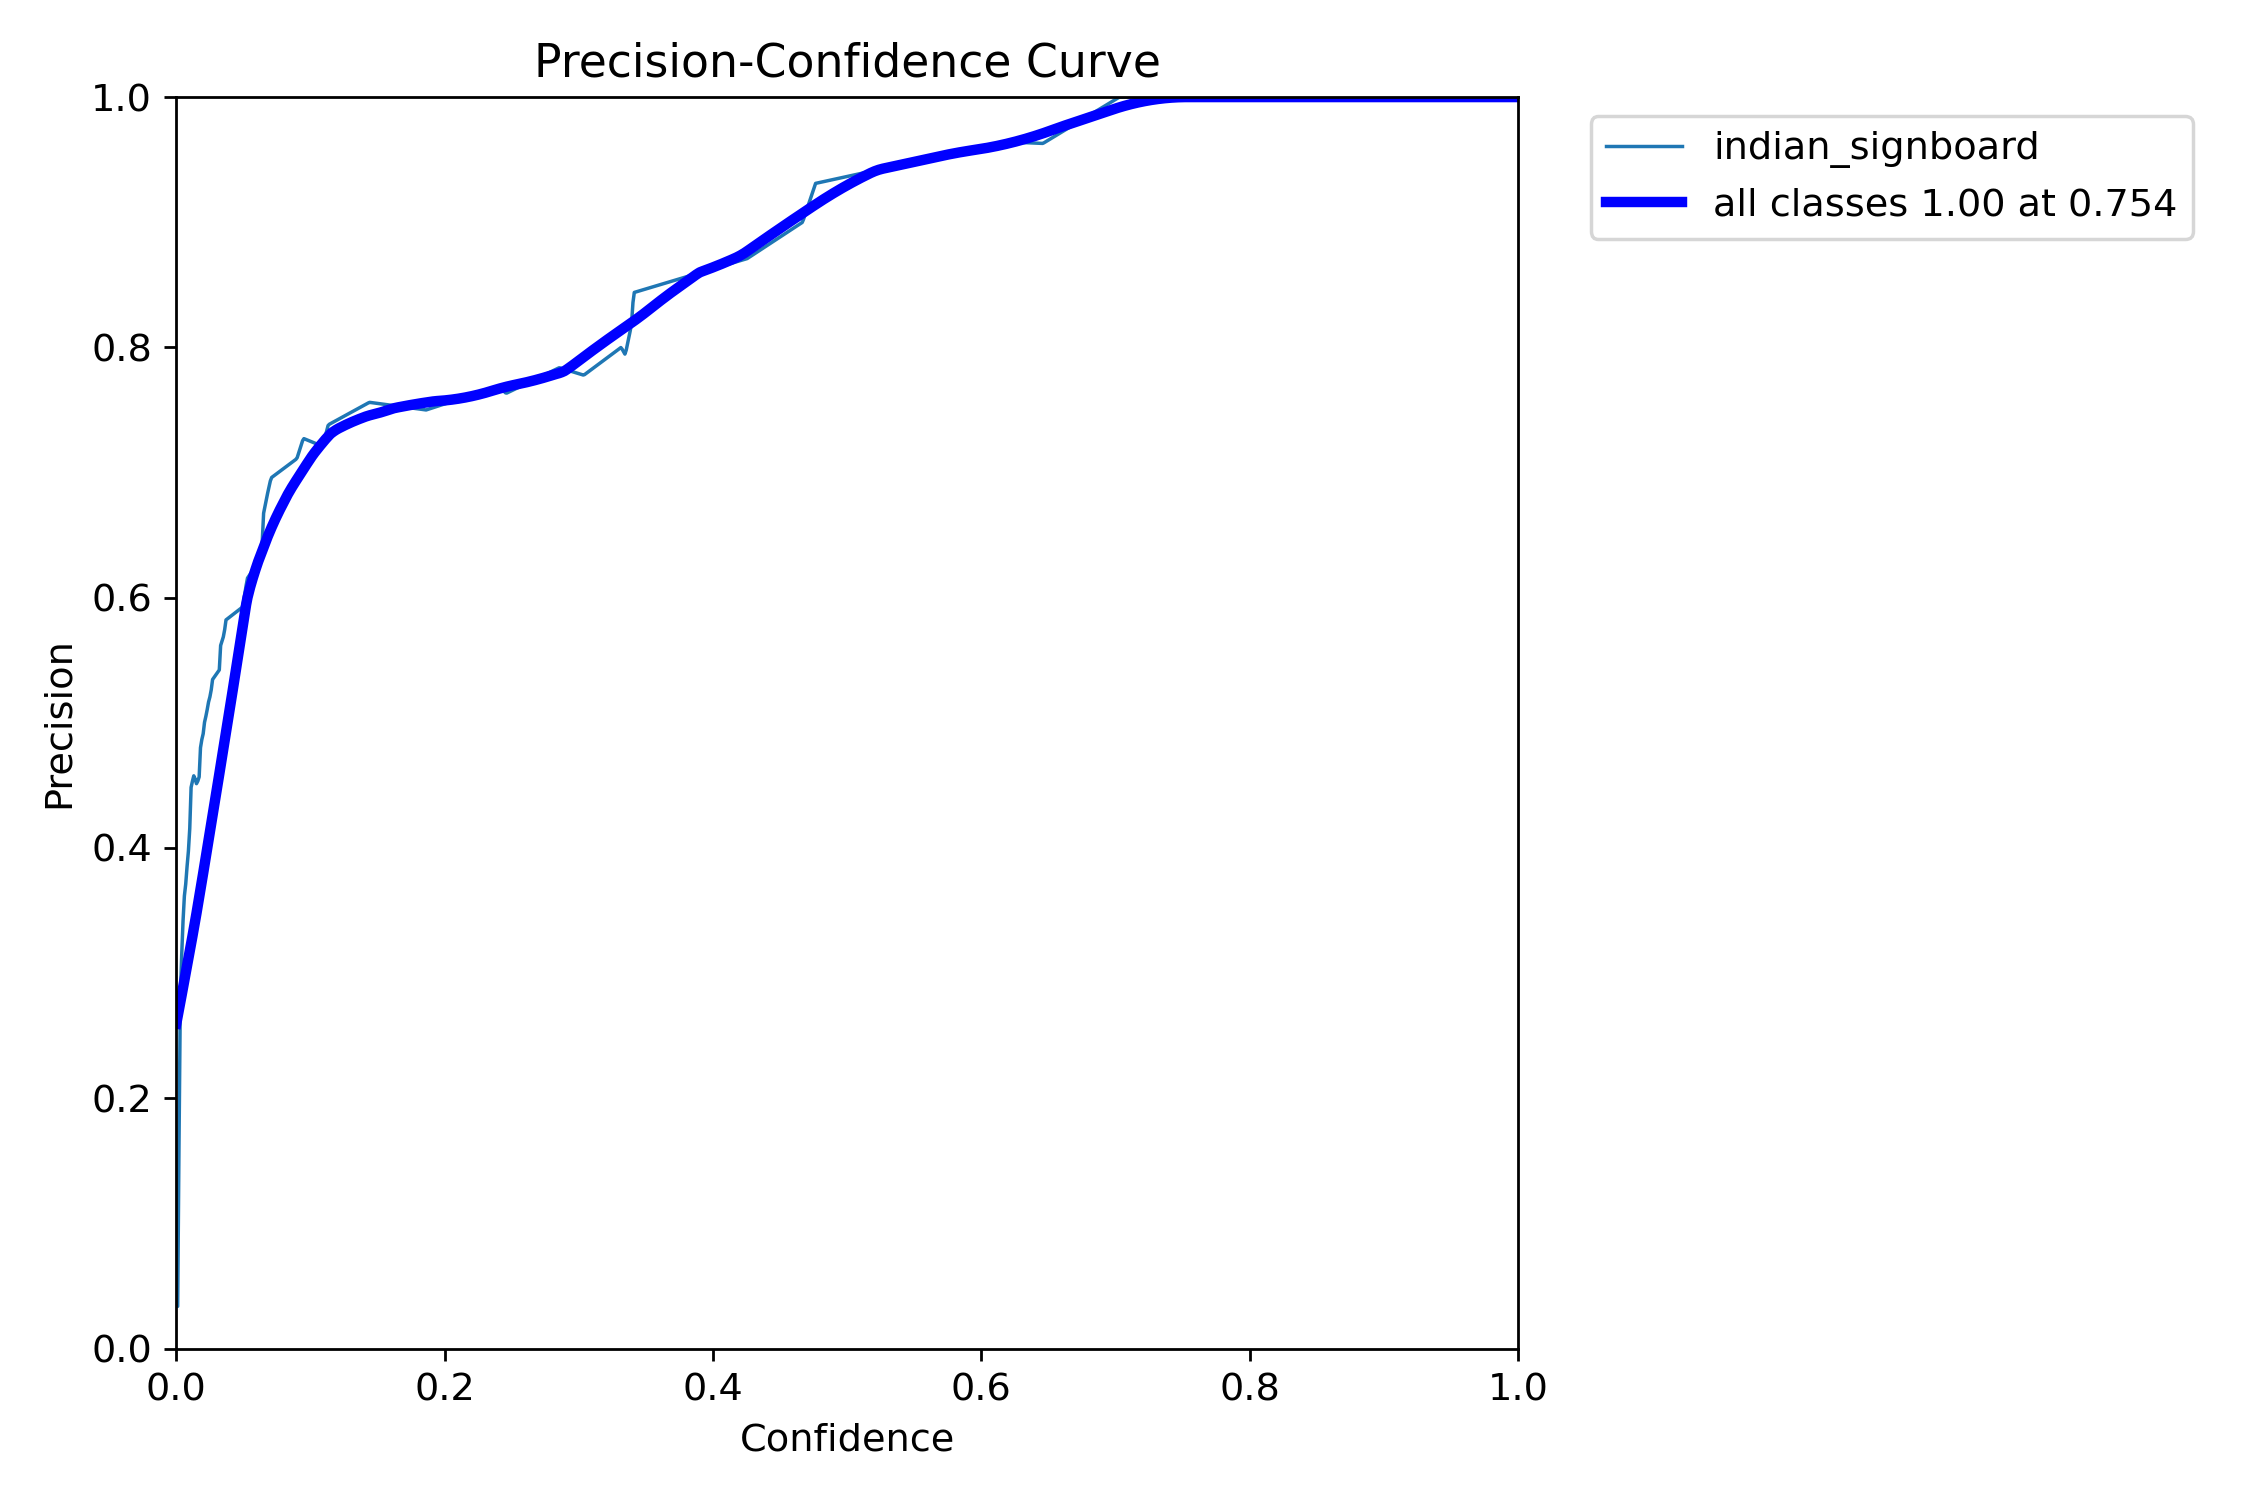 Precision-Confidence Curve
1.0
0.8
0.6
0.4
0.2
0.0
Precision
0.0 0.2 0.4 0.6 0.8 1.0
Confidence
indian_signboard
all classes 1.00 at 0.754